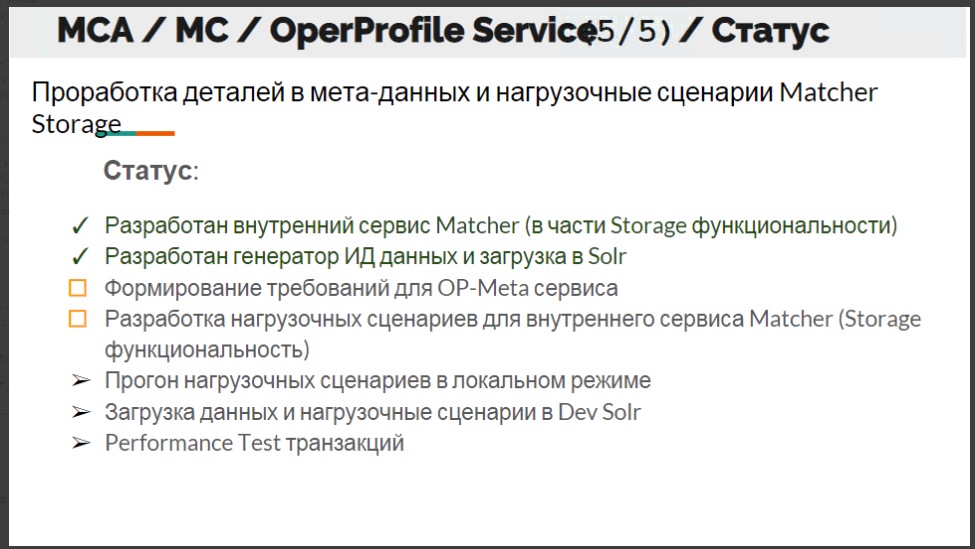 МСА / МС / OperProfile Service(5/5) / Статус
Проработка деталей в мета-данных и нагрузочные сценарии Matcher
Storage
Статус:
✓ Разработан внутренний сервис Matcher (в части Storage функциональности)
✓ Разработан генератор ИД данных и загрузка в Solr
□ Формирование требований для OP-Meta сервиса
□ Разработка нагрузочных сценариев для внутреннего сервиса Matcher (Storage
функциональность)
➢ Прогон нагрузочных сценариев в локальном режиме
➢ Загрузка данных и нагрузочные сценарии в Dev Solr
➢ Performance Test транзакций